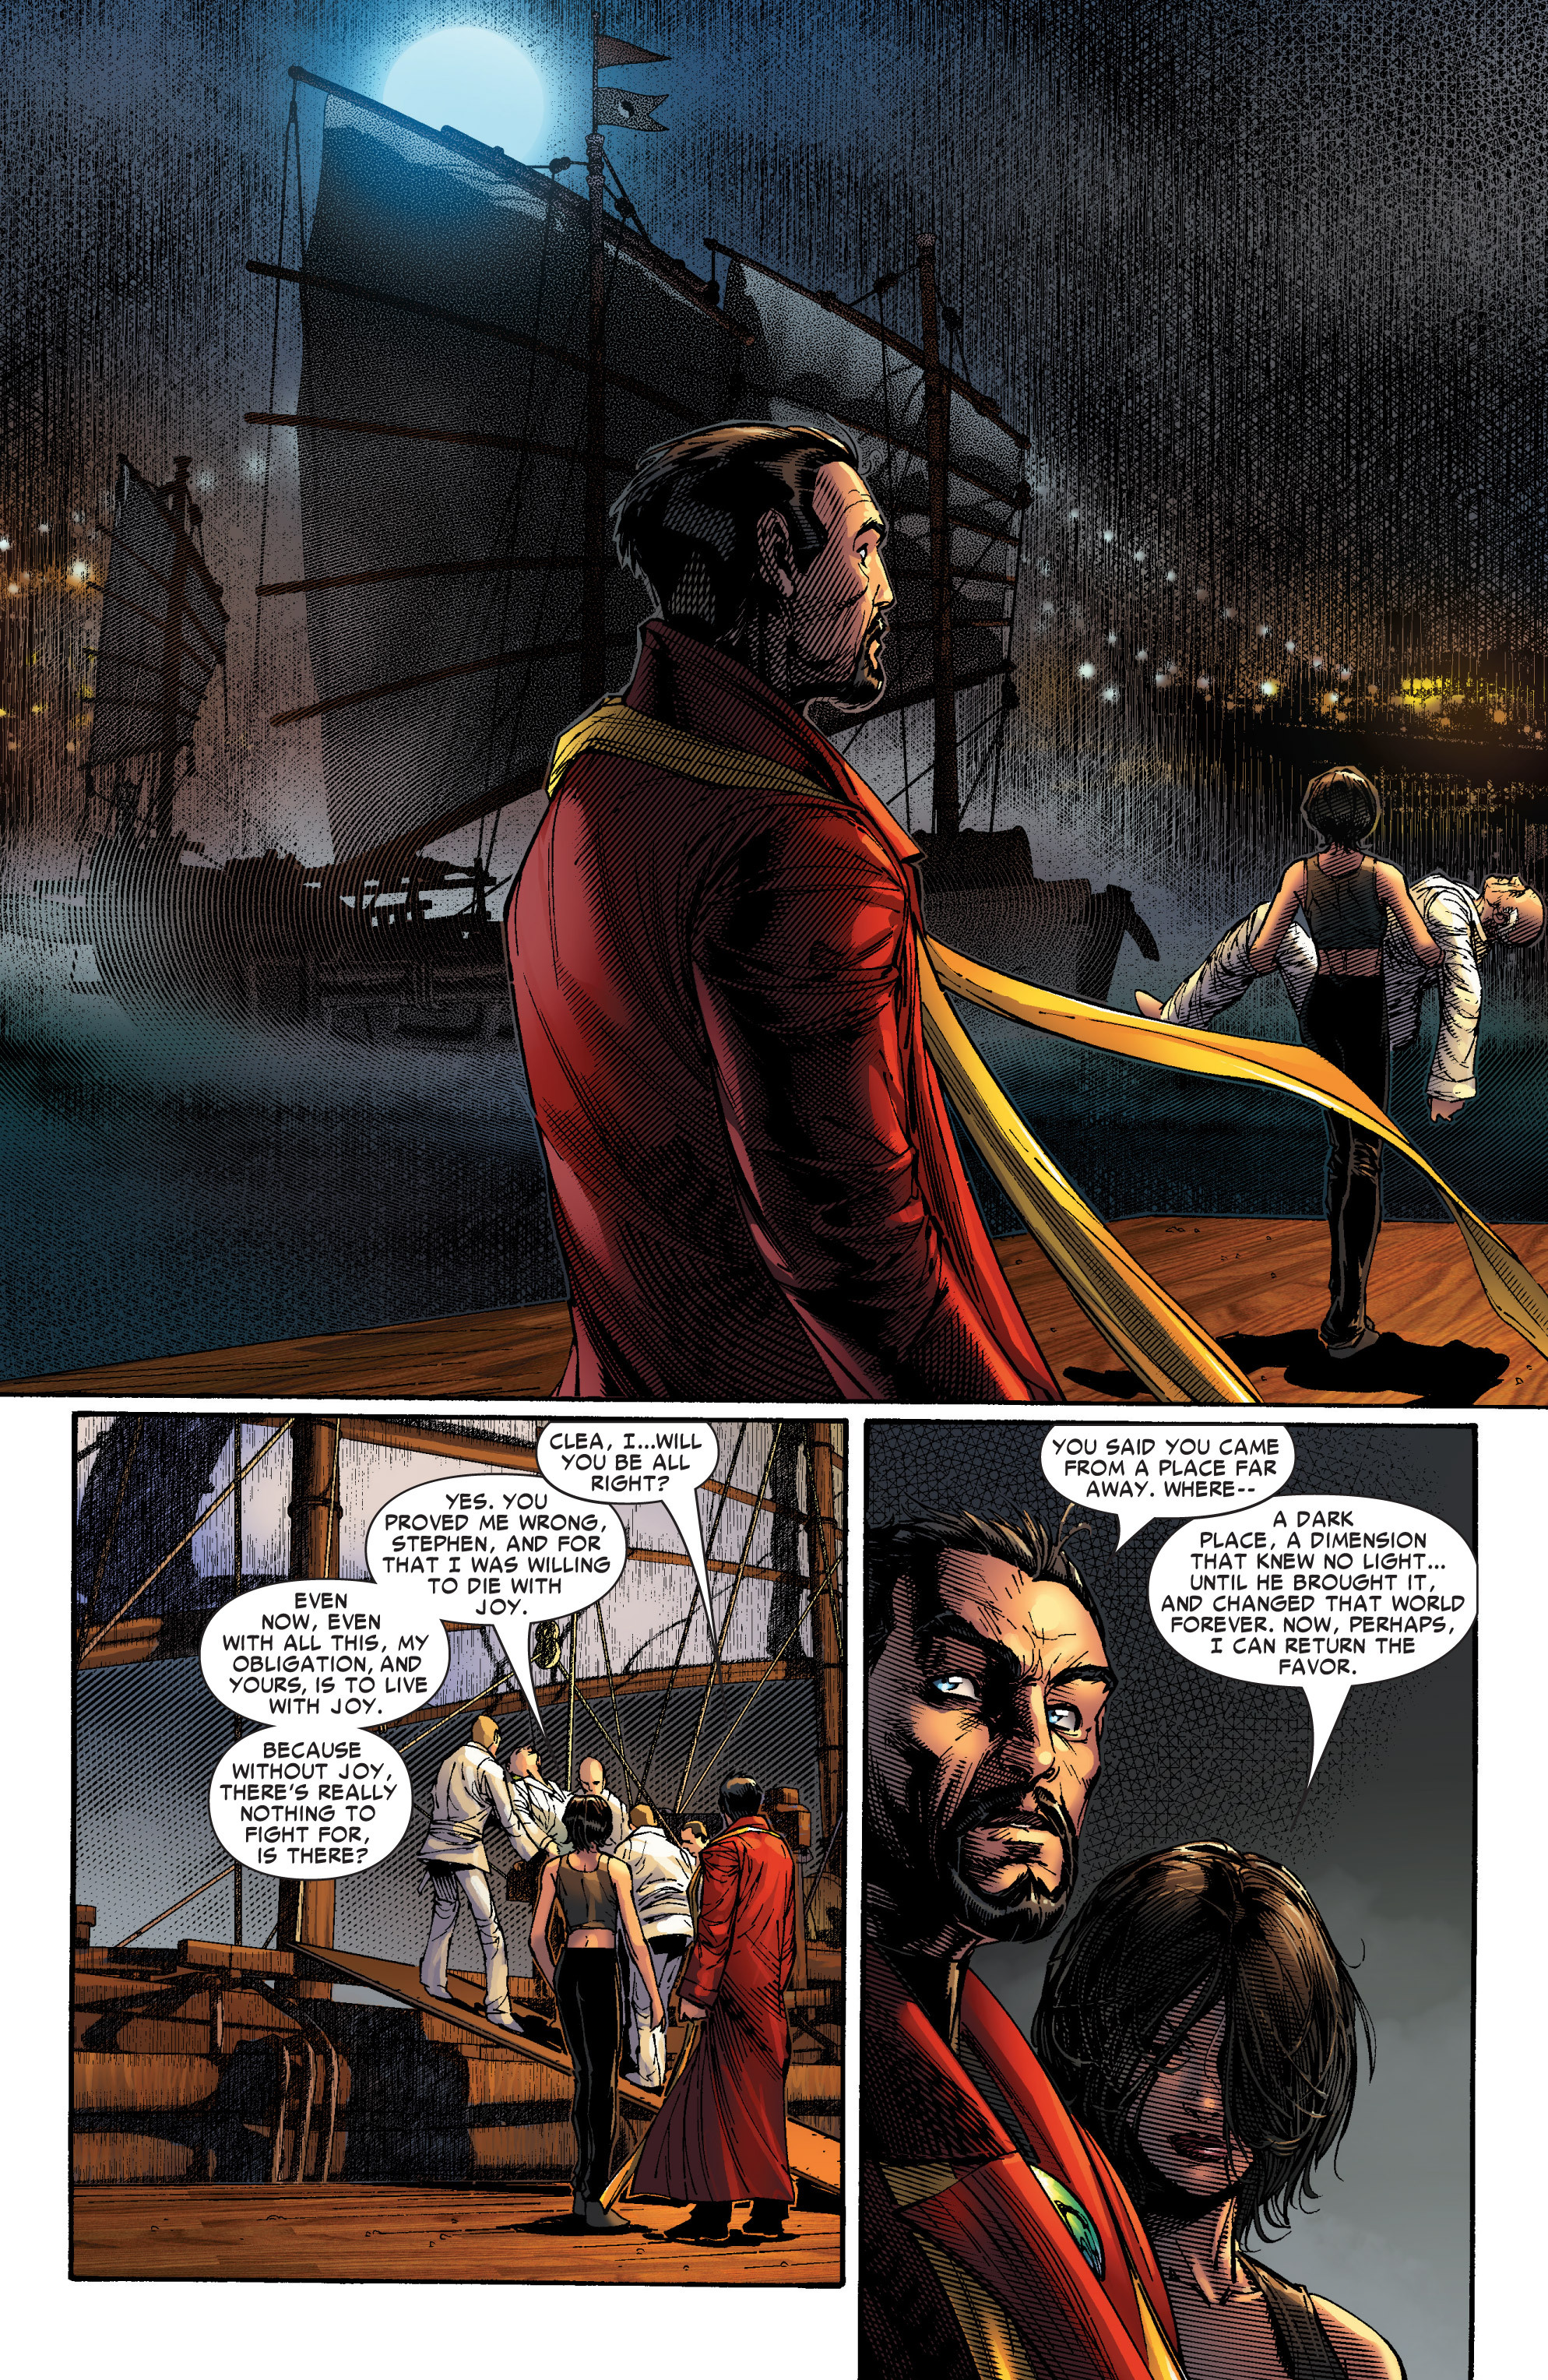 CLEA, I...WILL
YOU BE ALL
RIGHT?
YES. YOU
PROVED ME WRONG,
STEPHEN, AND FOR
THAT I WAS WILLING
TO DIE WITH
JOY.
EVEN
NOW, EVEN
WITH ALL THIS, MY
OBLIGATION, AND
YOURS, IS TO LIVE
WITH JOY.
BECAUSE
WITHOUT JOY,
THERE'S REALLY
NOTHING TO
FIGHT FOR,
IS THERE?
YOU SAID YOU CAME
FROM A PLACE FAR
AWAY. WHERE--
A DARK
PLACE, A DIMENSION
THAT KNEW NO LIGHT...
UNTIL HE BROUGHT IT,
AND CHANGED THAT WORLD
FOREVER. NOW, PERHAPS,
I CAN RETURN THE
FAVOR.